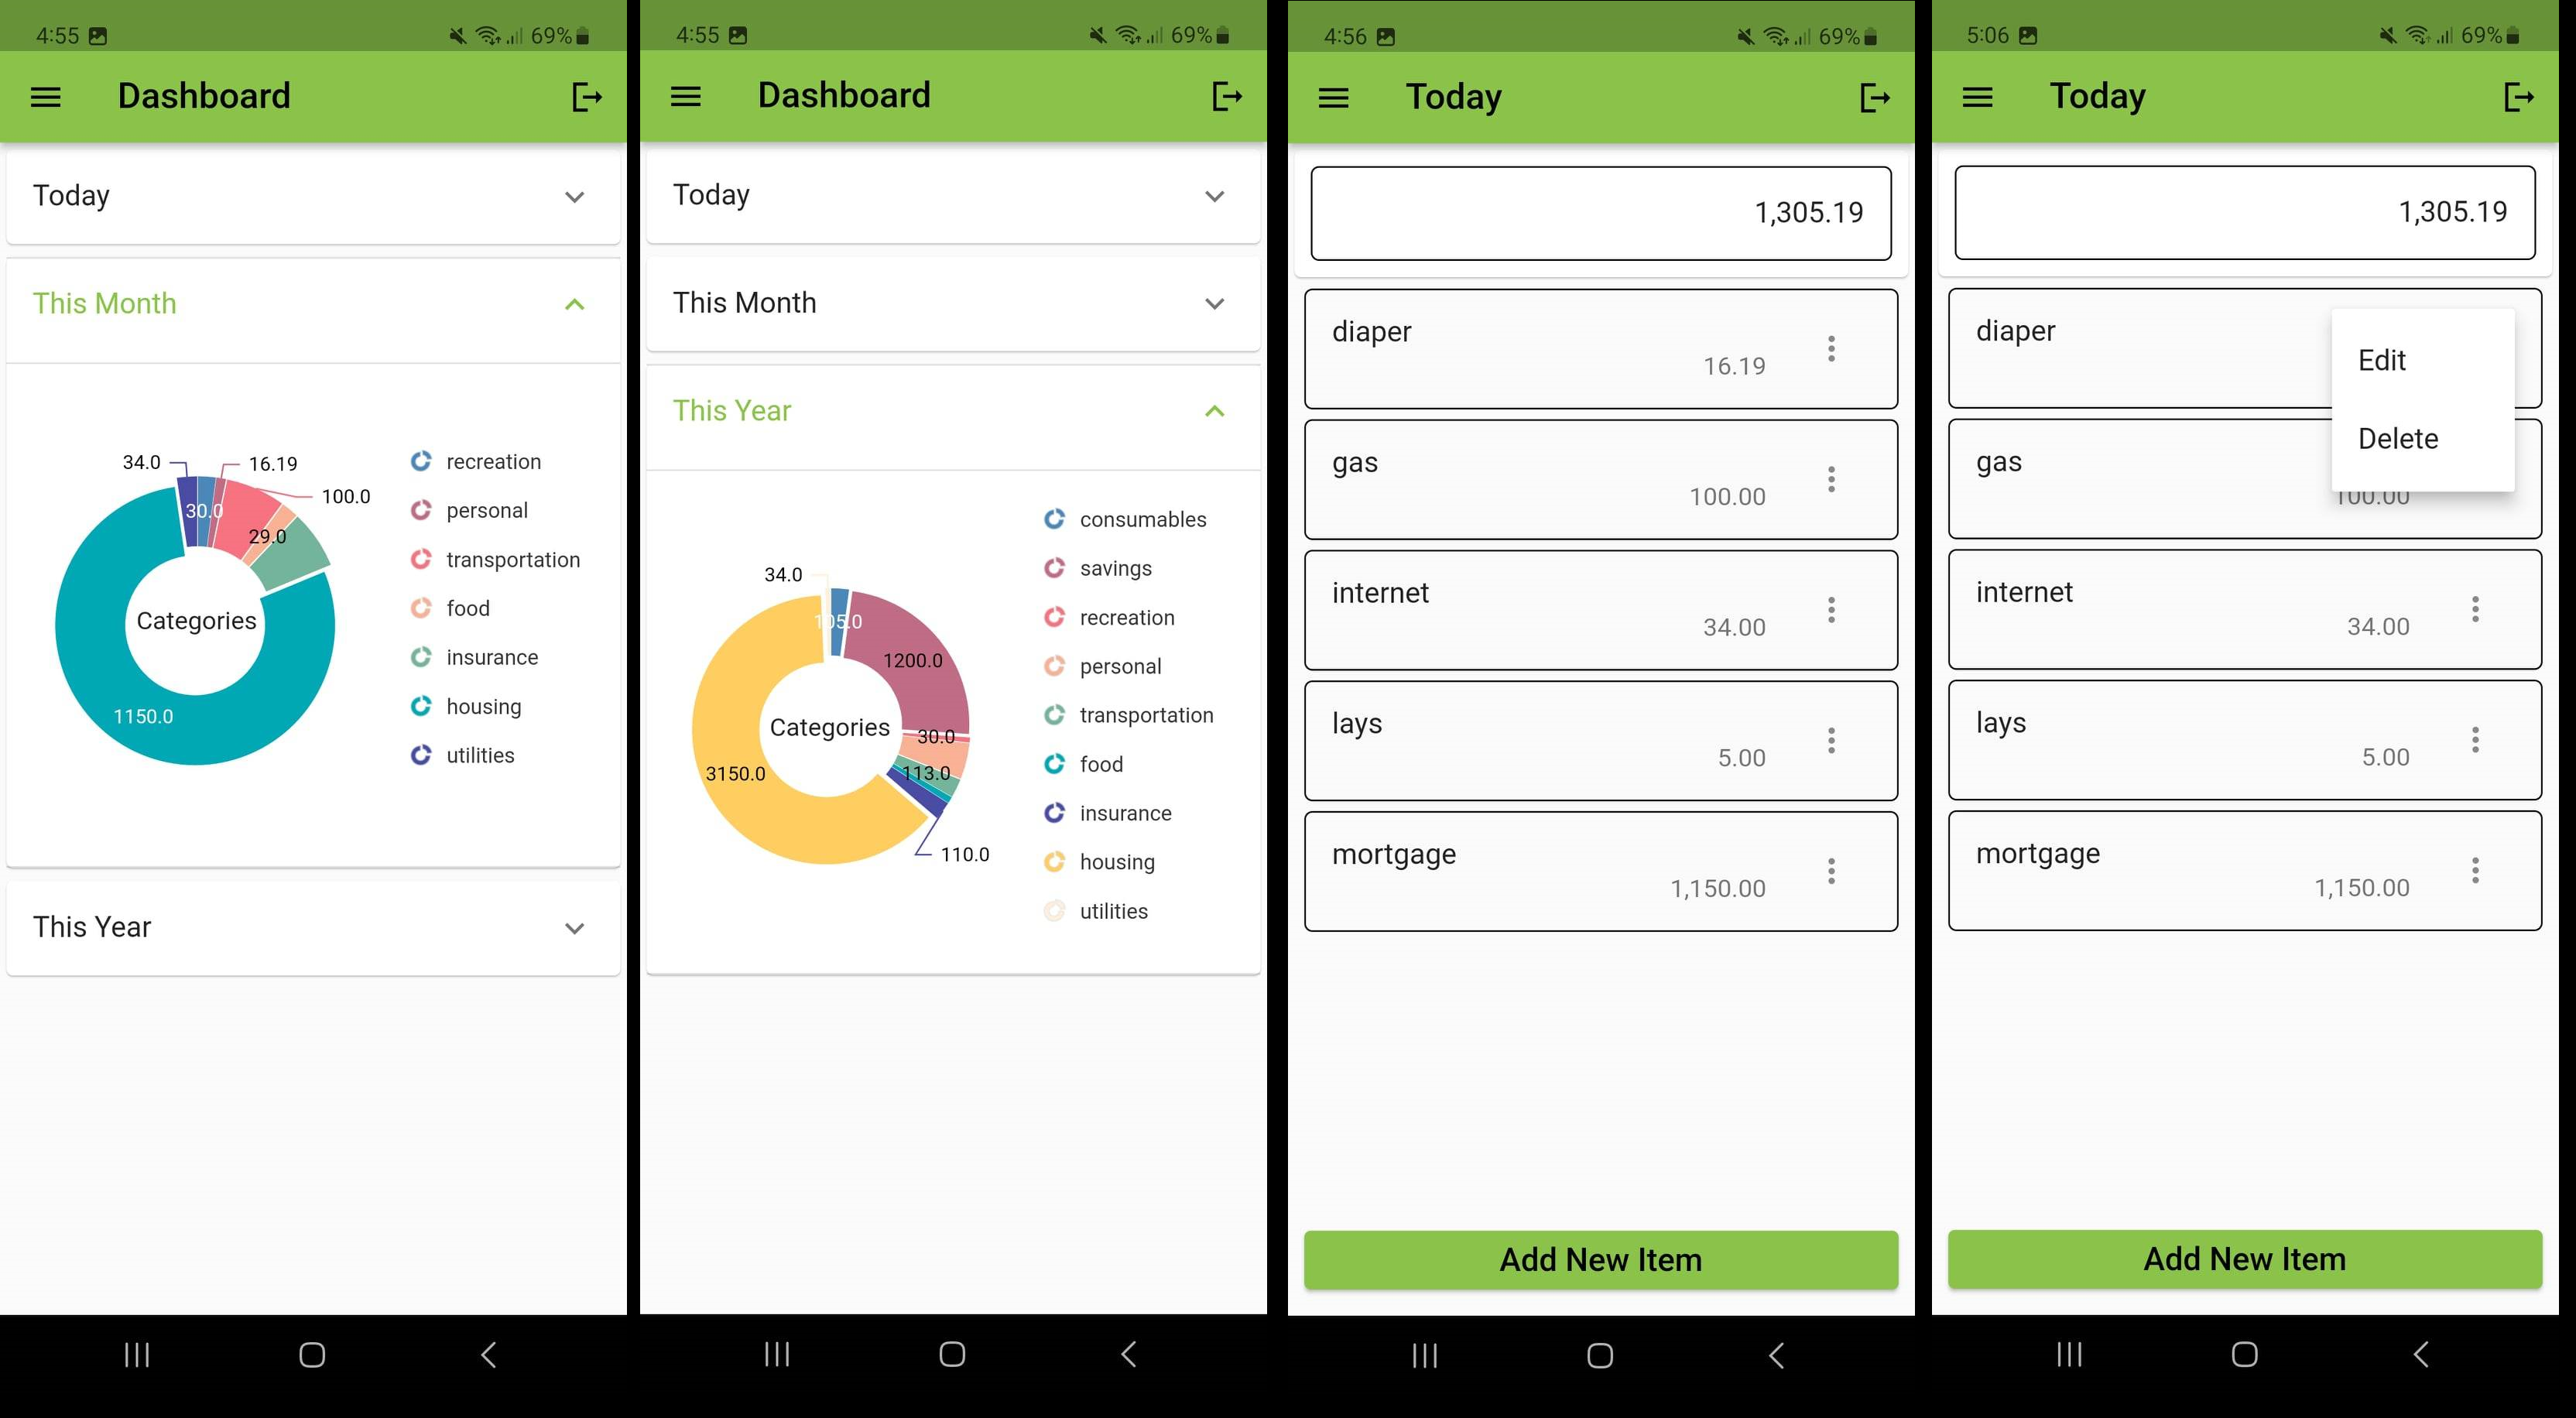 4:55 69%
Dashboard
Today
This Month
34.0 16.19
100.0
30.0
29.0
Categories
1150.0
recreation
personal
transportation
food
insurance
housing
utilities
This Year
4:55 69%
Dashboard
Today
This Month
This Year
34.0
105.0
1200.0
30.0
Categories
3150.0 113.0
110.0
consumables
savings
recreation
personal
transportation
food
insurance
housing
utilities
4:56 69%
Today
1,305.19
diaper
16.19
gas
100.00
internet
34.00
lays
5.00
mortgage
1,150.00
Add New Item
5:06 69%
Today
1,305.19
diaper
Edit
Delete
gas
100.00
internet
34.00
lays
5.00
mortgage
1,150.00
Add New Item